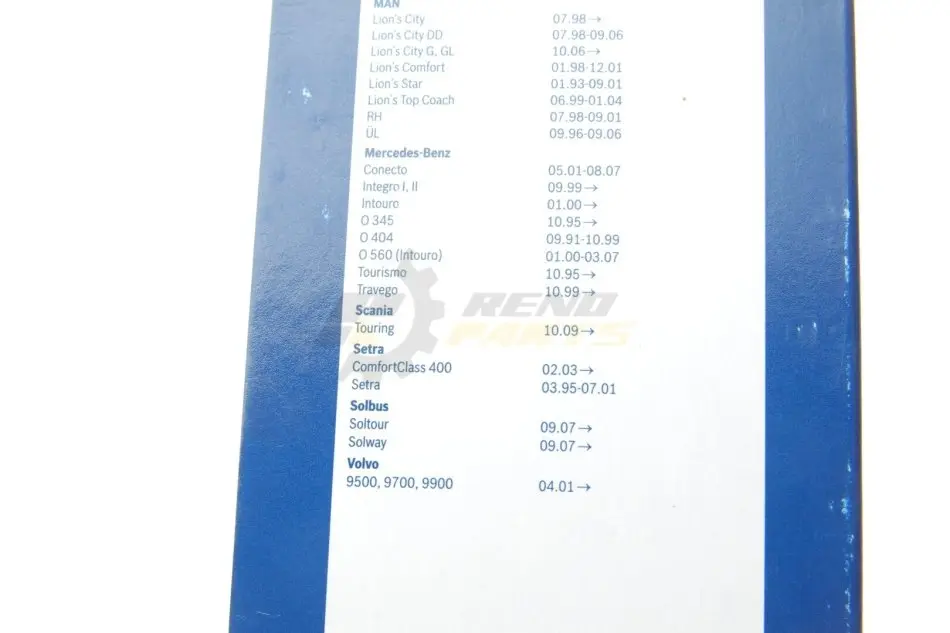 MAN
Lion's City 07.98 →
Lion's City DD 07.98-09.06
Lion's City G, GL 10.06 →
Lion's Comfort 01.98-12.01
Lion's Star 01.93-09.01
Lion's Top Coach 06.99-01.04
RH 07.98-09.01
ÜL 09.96-09.06
Mercedes-Benz
Conecto 05.01-08.07
Integro I, II 09.99 →
Intouro 01.00 →
O 345 10.95 →
O 404 09.91-10.99
O 560 (Intouro) 01.00-03.07
Tourismo 10.95 →
Travego 10.99 →
RENO
Scania
PARTS
Touring 10.09 →
Setra
ComfortClass 400 02.03 →
Setra 03.95-07.01
Solbus
Soltour 09.07 →
Solway 09.07 →
Volvo
9500, 9700, 9900 04.01 →